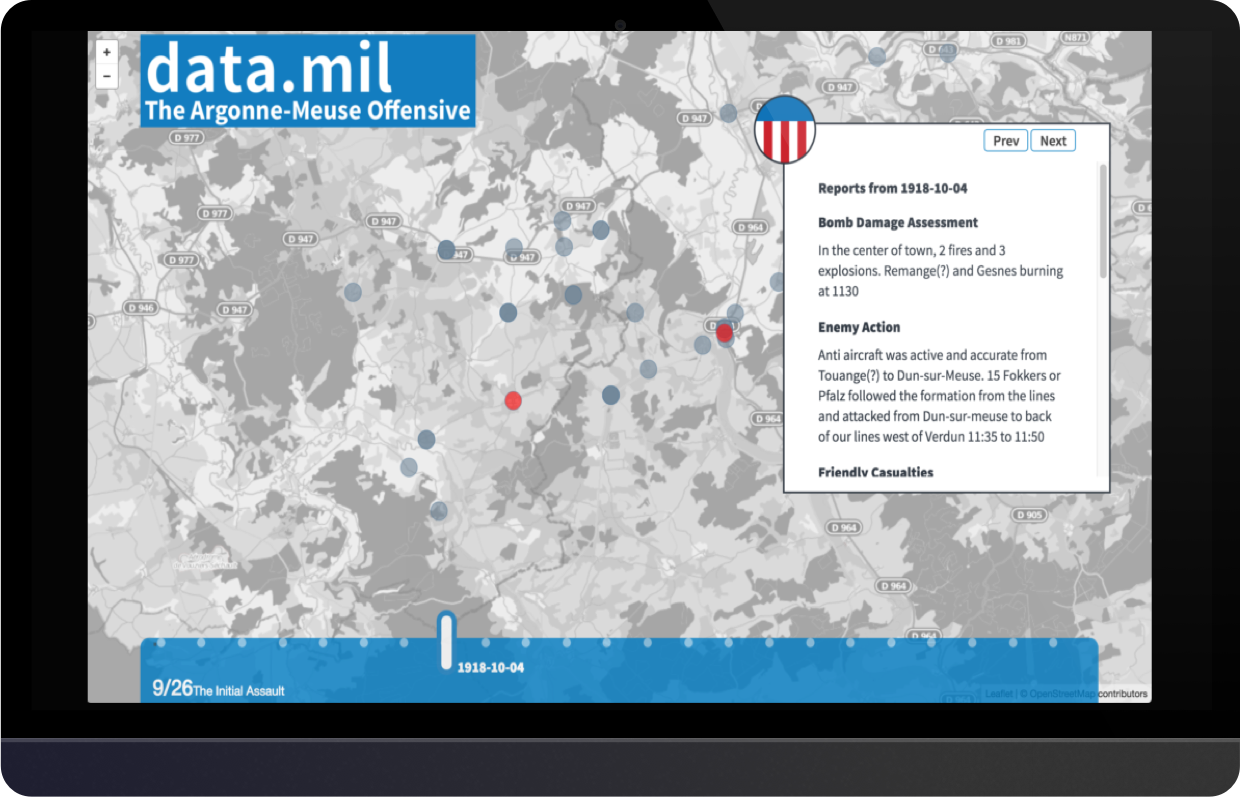 +
−
data.mil
The Argonne-Meuse Offensive
D 643
D 981
N871
D 947
D 947
D 977
D 977
D 947
D 947
D 947
D 964
947
D 947
D 977
D 946
D 947
D 964
D 964
D 905
D 964
D 964
Prev
Next
Reports from 1918-10-04
Bomb Damage Assessment
In the center of town, 2 fires and 3
explosions. Remange(?) and Gesnes burning
at 1130
Enemy Action
Anti aircraft was active and accurate from
Touange(?) to Dun-sur-Meuse. 15 Fokkers or
Pfalz followed the formation from the lines
and attacked from Dun-sur-meuse to back
of our lines west of Verdun 11:35 to 11:50
Friendly Casualties
1918-10-04
9/26The Initial Assault
Leaflet | © OpenStreetMap contributors